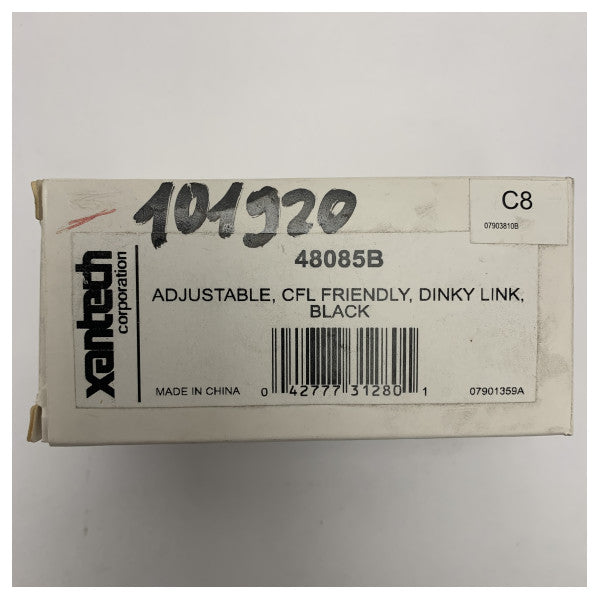 101920
C8
07903810B
xantech
corporation
48085B
ADJUSTABLE, CFL FRIENDLY, DINKY LINK,
BLACK
MADE IN CHINA
0 42777 31280 1
07901359A